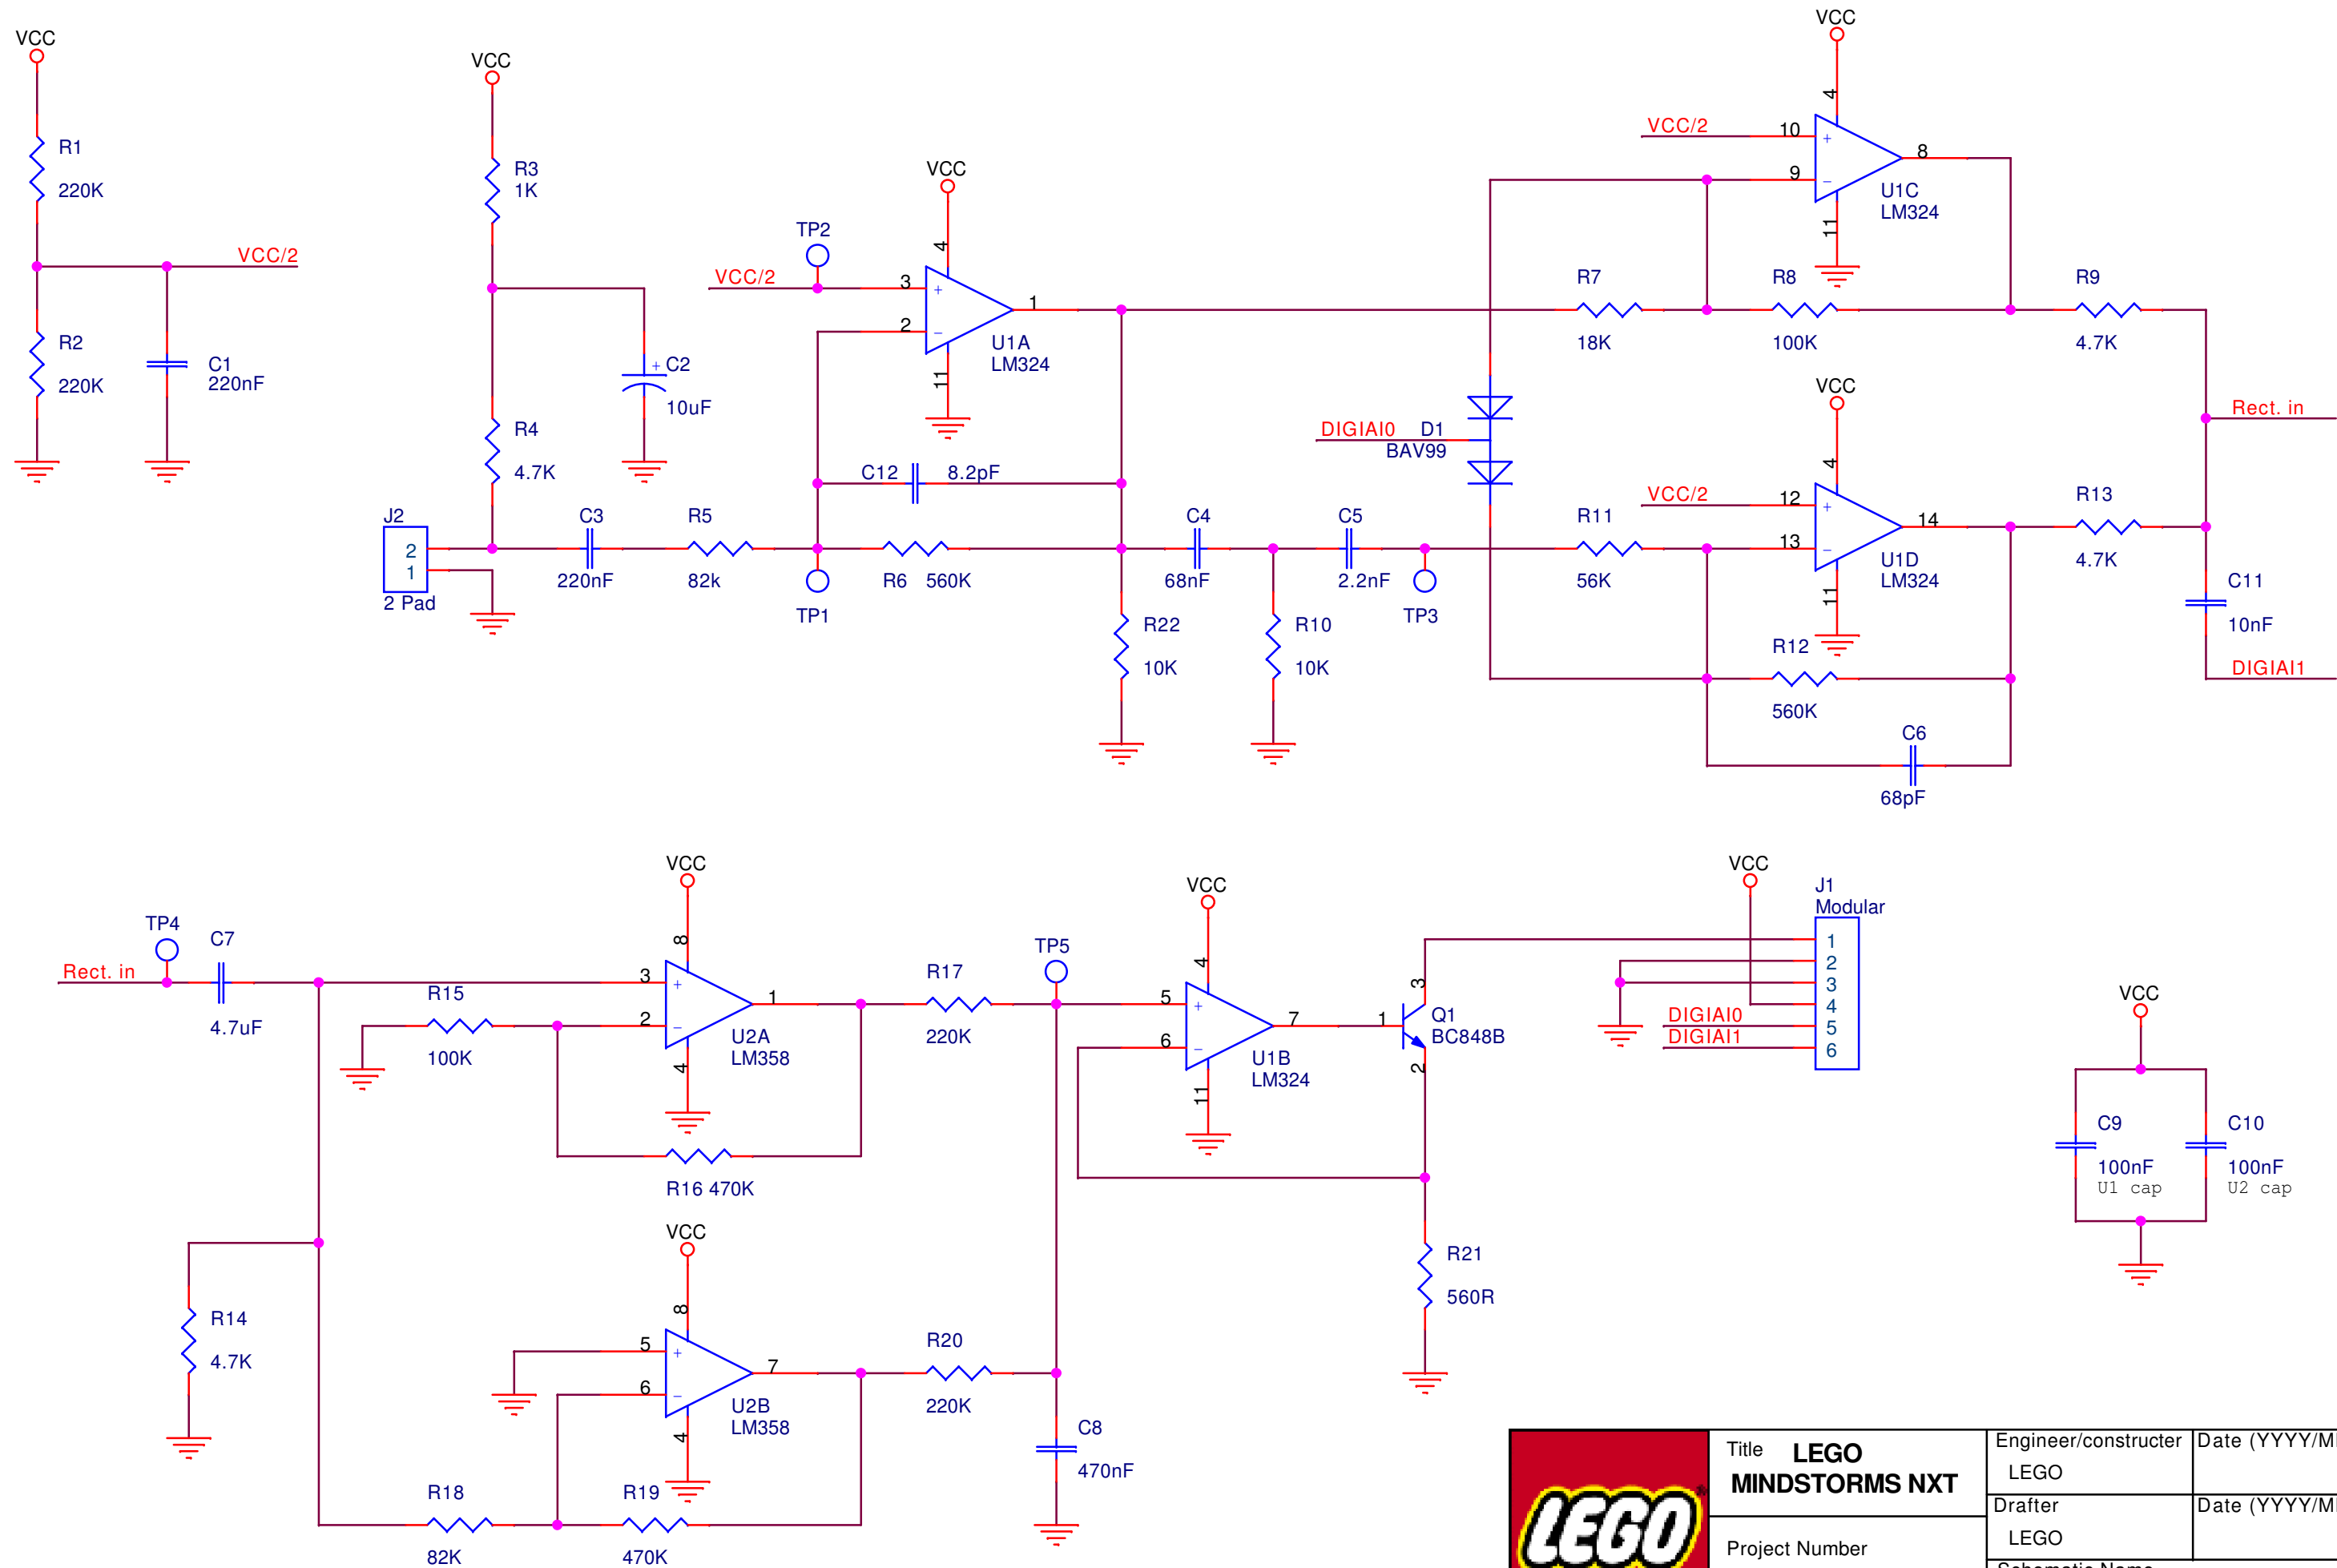 VCC
R1
220K
VCC/2
R2
220K
C1
220nF
VCC
R3
1K
+ C2
10uF
R4
4.7K
J2
2
1
2 Pad
C3
220nF
R5
82k
TP2
VCC/2
VCC
3
2
4
11
+
−
1
U1A
LM324
C12 8.2pF
TP1
R6 560K
R22
10K
C4
68nF
R10
10K
C5
2.2nF
TP3
DIGIAI0 D1
BAV99
VCC
VCC/2
10
9
4
11
+
−
8
U1C
LM324
R7
18K
R8
100K
R9
4.7K
VCC
VCC/2
12
13
4
11
+
−
14
U1D
LM324
R11
56K
R12
560K
C6
68pF
R13
4.7K
Rect. in
C11
10nF
DIGIAI1
TP4
Rect. in
C7
4.7uF
R15
100K
VCC
8
3
2
4
+
−
1
U2A
LM358
R16 470K
R14
4.7K
VCC
8
5
6
4
+
−
7
U2B
LM358
R18
82K
R19
470K
R17
220K
R20
220K
TP5
C8
470nF
VCC
4
5
6
11
+
−
7
U1B
LM324
1
3
2
Q1
BC848B
R21
560R
VCC
J1
Modular
1
2
3
4
5
6
DIGIAI0
DIGIAI1
VCC
C9
100nF
U1 cap
C10
100nF
U2 cap
LEGO
®
Title LEGO
MINDSTORMS NXT
Project Number
Engineer/constructer
LEGO
Date (YYYY/M
Drafter
LEGO
Date (YYYY/M
Schematic Name